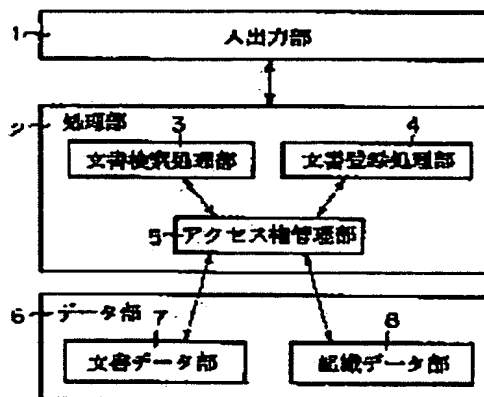 1 入出力部
2 処理部
3 4
文書検索処理部 文書登録処理部
5 アクセス権管理部
6 データ部 7 8
文書データ部 組織データ部